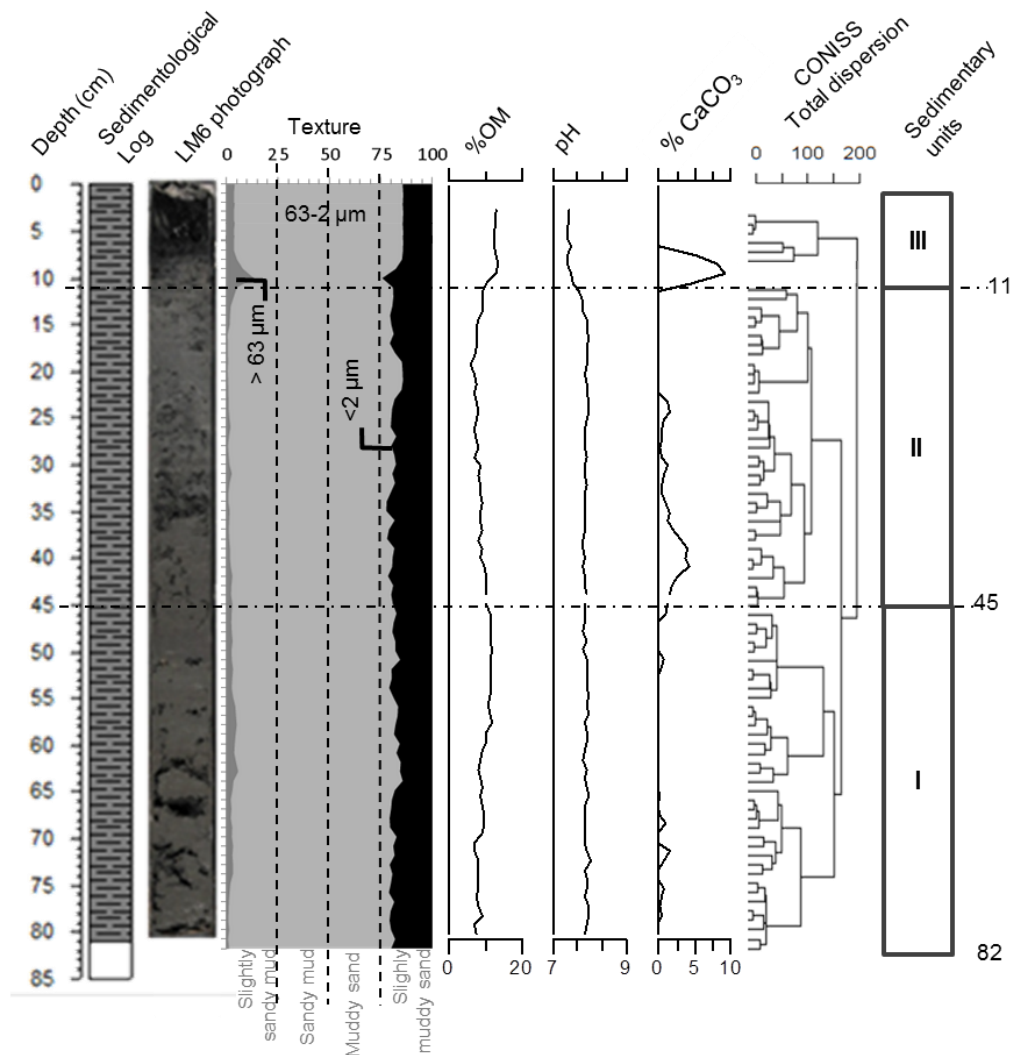 Depth (cm)
Sedimentological
Log
LM6 photograph
Texture
0 25 50 75 100
%OM
pH
% CaCO₃
CONISS
Total dispersion
0 100 200
Sedimentary
units
0
5
10
15
20
25
30
35
40
45
50
55
60
65
70
75
80
85
63-2 µm
> 63 µm
<2 µm
III
11
II
45
I
82
Slightly
sandy mud
Sandy mud
Muddy sand
Slighly
muddy sand
0 20
7 9
0 5 10